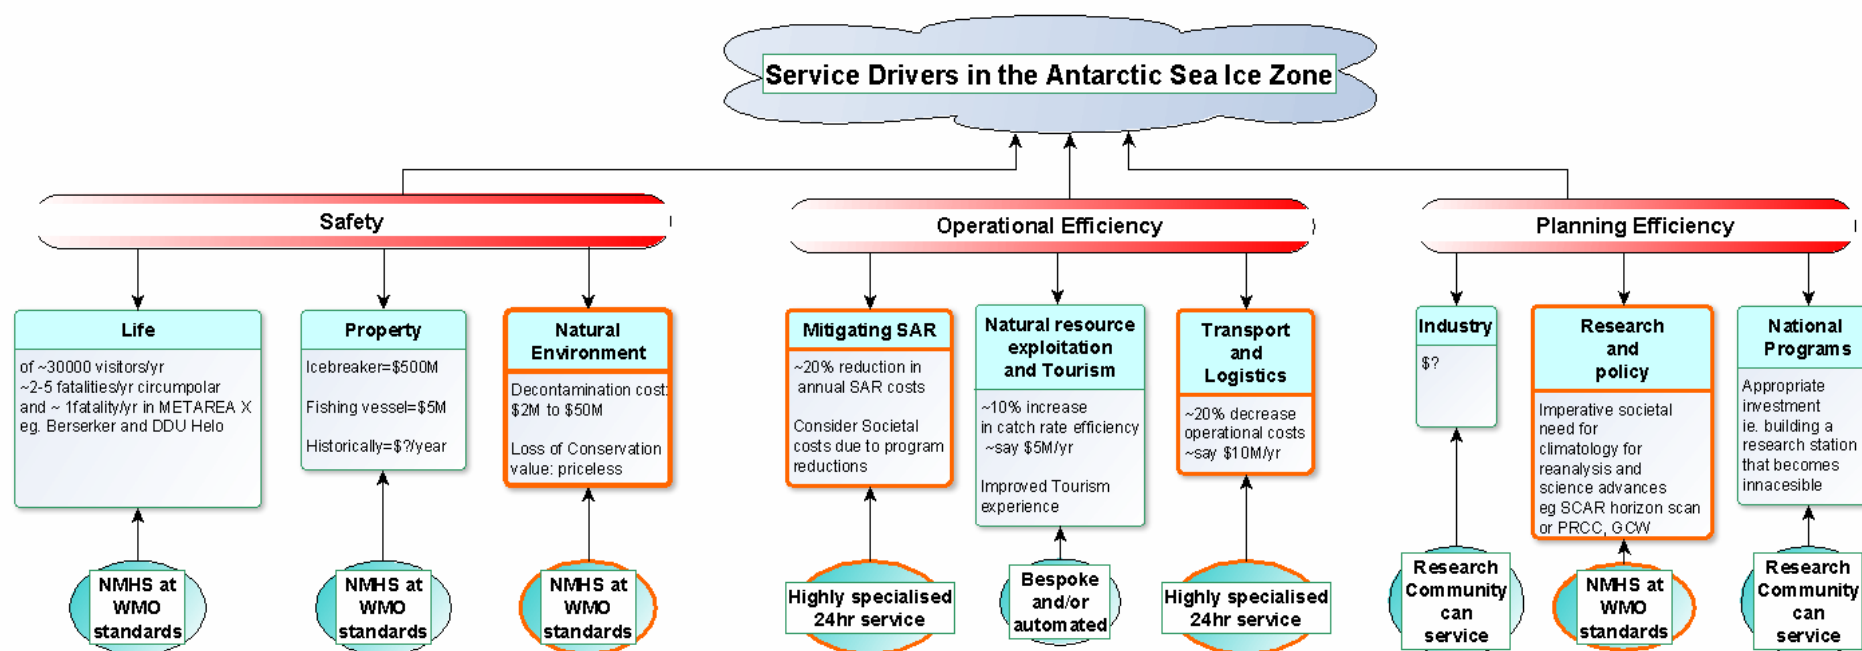 Service Drivers in the Antarctic Sea Ice Zone
Safety
Operational Efficiency
Planning Efficiency
Life
of ~30000 visitors/yr
~2-5 fatalities/yr circumpolar
and ~ 1fatality/yr in METAREA X
eg. Berserker and DDU Helo
Property
Icebreaker=$500M
Fishing vessel=$5M
Historically=$?/year
Natural
Environment
Decontamination cost:
$2M to $50M
Loss of Conservation
value: priceless
Mitigating SAR
~20% reduction in
annual SAR costs
Consider Societal
costs due to program
reductions
Natural resource
exploitation
and Tourism
~10% increase
in catch rate efficiency
~say $5M/yr
Improved Tourism
experience
Transport
and
Logistics
~20% decrease
operational costs
~say $10M/yr
Industry
$?
Research
and
policy
Imperative societal
need for
climatology for
reanalysis and
science advances
eg SCAR horizon scan
or PRCC, GCW
National
Programs
Appropriate
investment
ie. building a
research station
that becomes
innacesible
NMHS at
WMO
standards
NMHS at
WMO
standards
NMHS at
WMO
standards
Highly specialised
24hr service
Bespoke
and/or
automated
Highly specialised
24hr service
Research
Community
can
service
NMHS at
WMO
standards
Research
Community
can
service